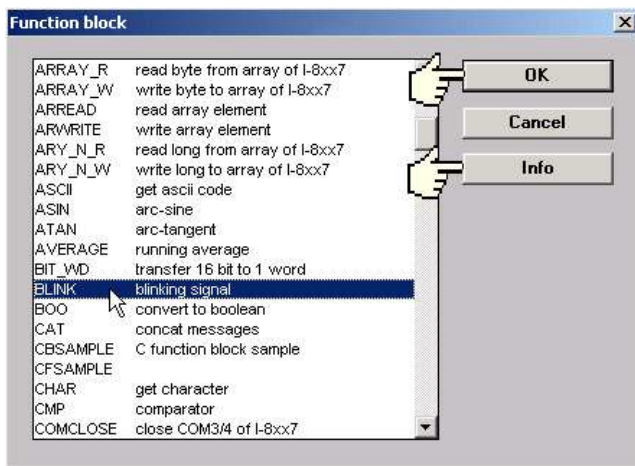 Function block
ARRAY_R read byte from array of I-8xx7
ARRAY_W write byte to array of I-8xx7
ARREAD read array element
ARWRITE write array element
ARY_N_R read long from array of I-8xx7
ARY_N_W write long to array of I-8xx7
ASCII get ascii code
ASIN arc-sine
ATAN arc-tangent
AVERAGE running average
BIT_WD transfer 16 bit to 1 word
BLINK blinking signal
BOO convert to boolean
CAT concat messages
CBSAMPLE C function block sample
CFSAMPLE
CHAR get character
CMP comparator
COMCLOSE close COM3/4 of I-8xx7
OK
Cancel
Info